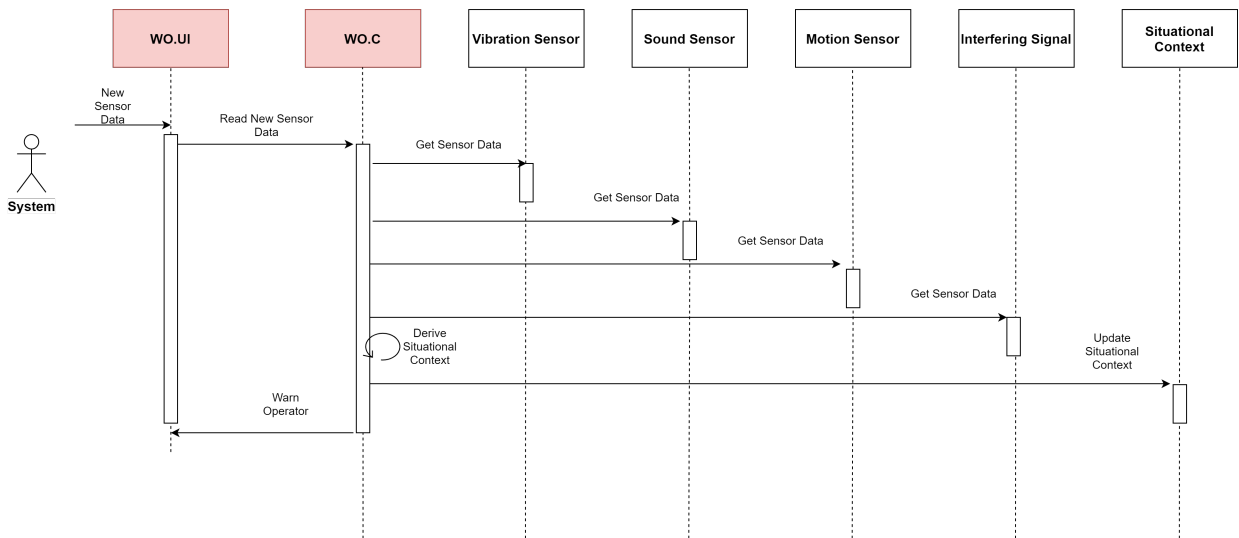 WO.UI
WO.C
Vibration Sensor
Sound Sensor
Motion Sensor
Interfering Signal
Situational
Context
New
Sensor
Data
Read New Sensor
Data
Get Sensor Data
System
Get Sensor Data
Get Sensor Data
Get Sensor Data
Derive
Situational
Context
Update
Situational
Context
Warn
Operator